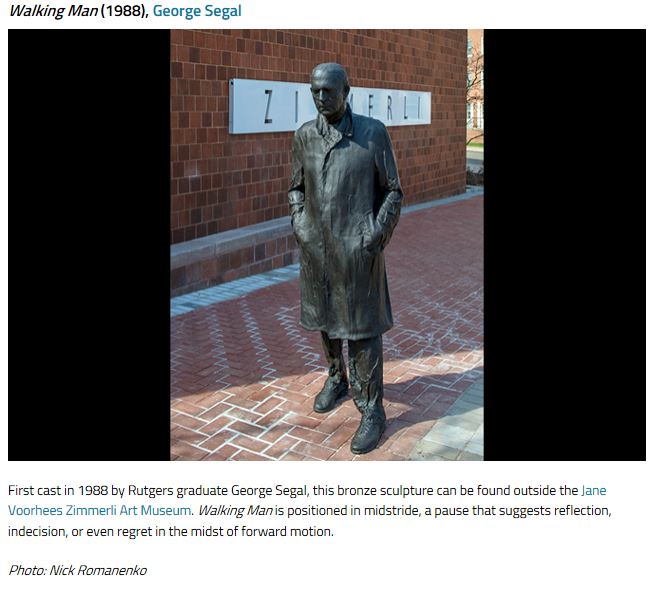 Walking Man (1988), George Segal
Z I M M E R L I
First cast in 1988 by Rutgers graduate George Segal, this bronze sculpture can be found outside the Jane
Voorhees Zimmerli Art Museum. Walking Man is positioned in midstride, a pause that suggests reflection,
indecision, or even regret in the midst of forward motion.
Photo: Nick Romanenko